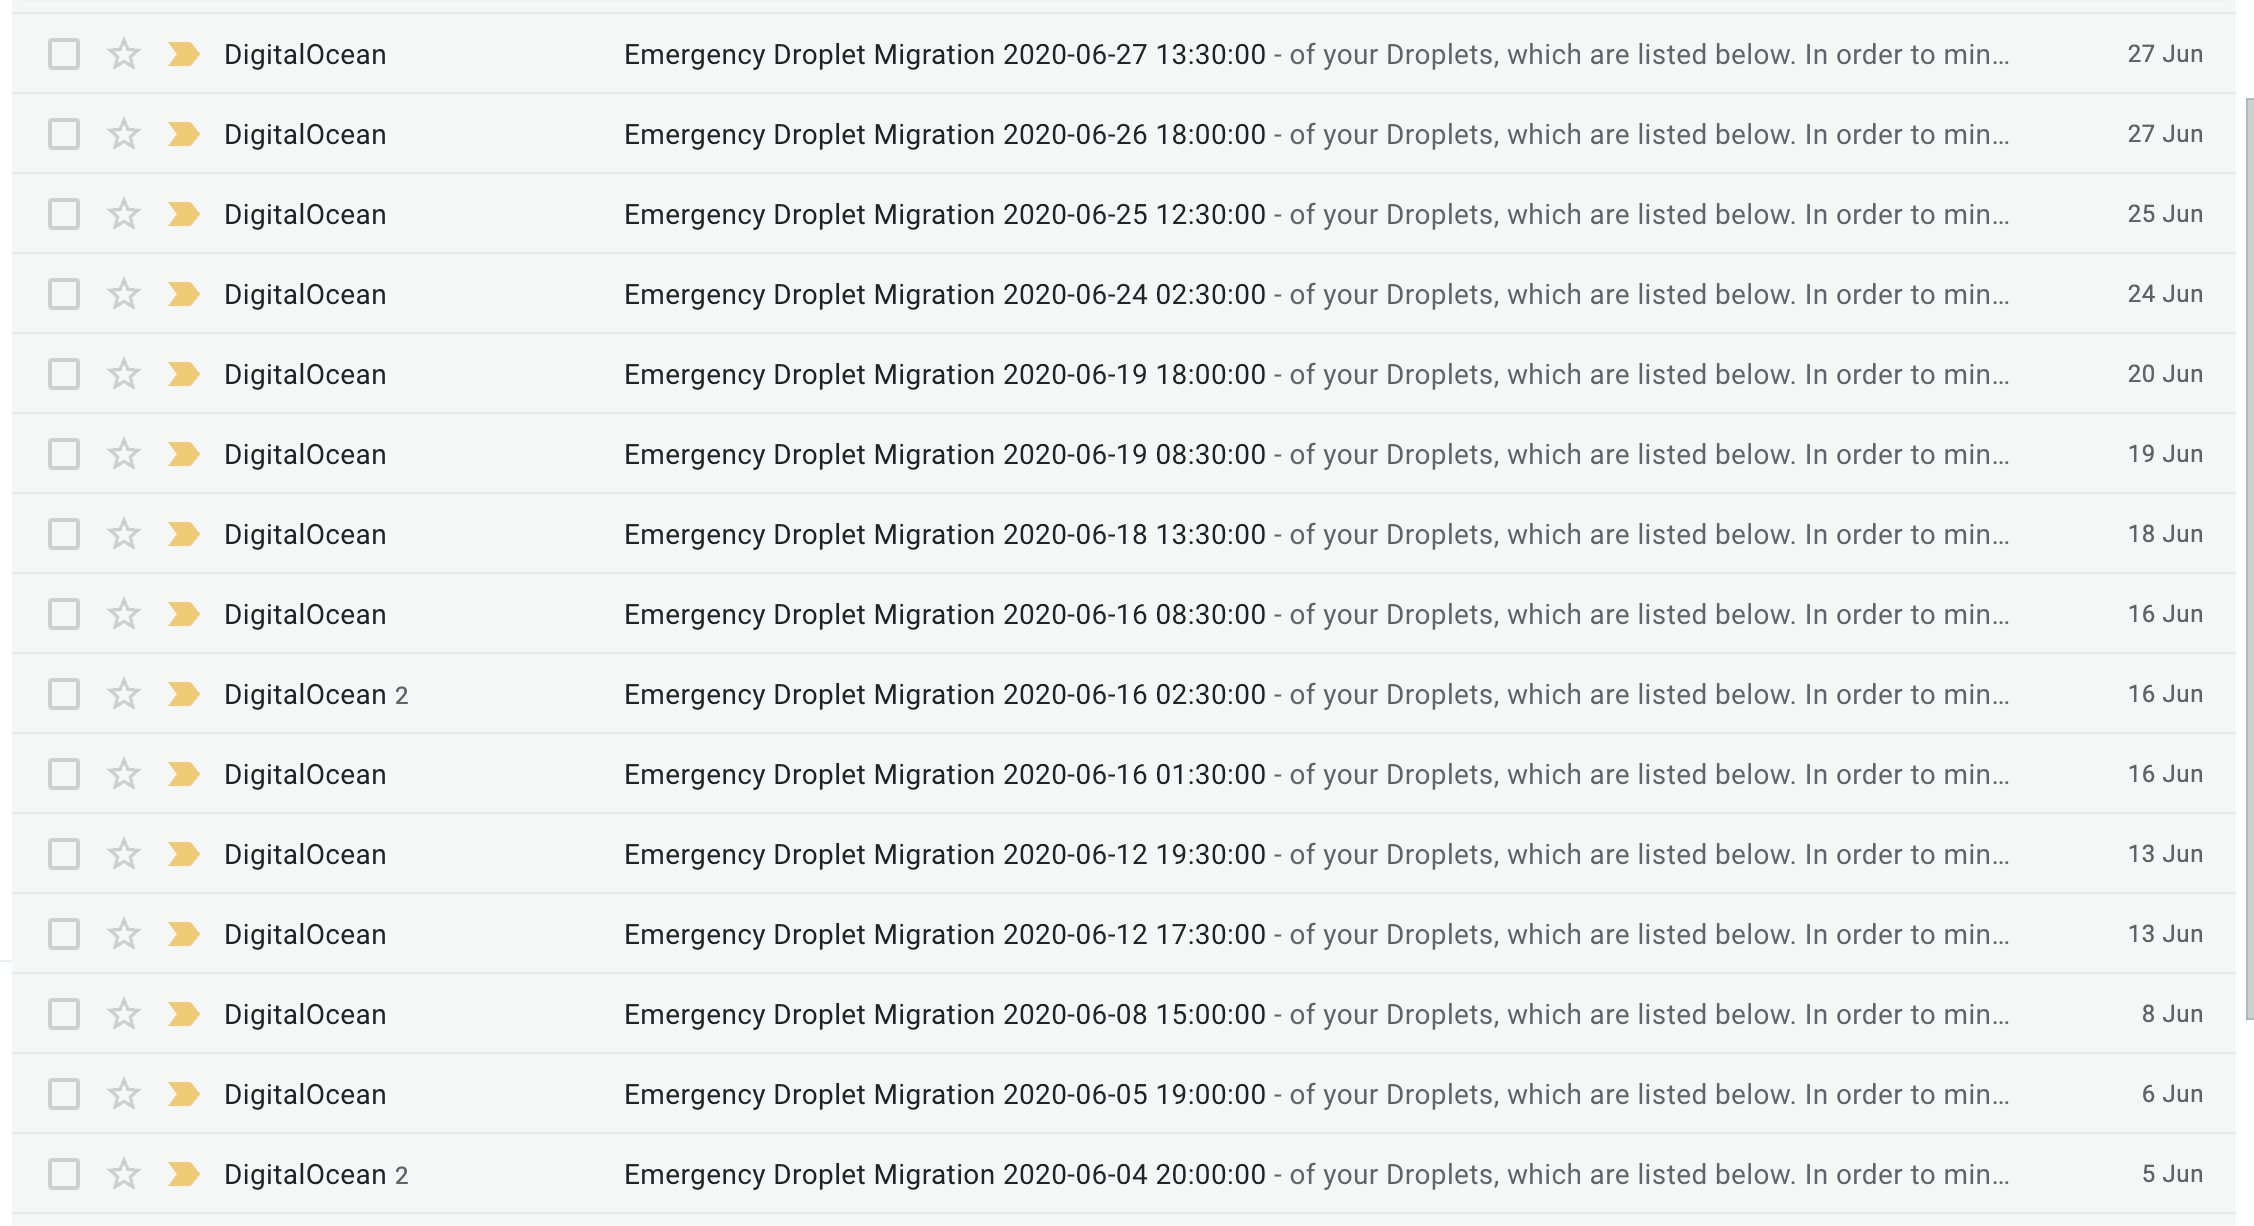 DigitalOcean Emergency Droplet Migration 2020-06-27 13:30:00 - of your Droplets, which are listed below. In order to min... 27 Jun
DigitalOcean Emergency Droplet Migration 2020-06-26 18:00:00 - of your Droplets, which are listed below. In order to min... 27 Jun
DigitalOcean Emergency Droplet Migration 2020-06-25 12:30:00 - of your Droplets, which are listed below. In order to min... 25 Jun
DigitalOcean Emergency Droplet Migration 2020-06-24 02:30:00 - of your Droplets, which are listed below. In order to min... 24 Jun
DigitalOcean Emergency Droplet Migration 2020-06-19 18:00:00 - of your Droplets, which are listed below. In order to min... 20 Jun
DigitalOcean Emergency Droplet Migration 2020-06-19 08:30:00 - of your Droplets, which are listed below. In order to min... 19 Jun
DigitalOcean Emergency Droplet Migration 2020-06-18 13:30:00 - of your Droplets, which are listed below. In order to min... 18 Jun
DigitalOcean Emergency Droplet Migration 2020-06-16 08:30:00 - of your Droplets, which are listed below. In order to min... 16 Jun
DigitalOcean 2 Emergency Droplet Migration 2020-06-16 02:30:00 - of your Droplets, which are listed below. In order to min... 16 Jun
DigitalOcean Emergency Droplet Migration 2020-06-16 01:30:00 - of your Droplets, which are listed below. In order to min... 16 Jun
DigitalOcean Emergency Droplet Migration 2020-06-12 19:30:00 - of your Droplets, which are listed below. In order to min... 13 Jun
DigitalOcean Emergency Droplet Migration 2020-06-12 17:30:00 - of your Droplets, which are listed below. In order to min... 13 Jun
DigitalOcean Emergency Droplet Migration 2020-06-08 15:00:00 - of your Droplets, which are listed below. In order to min... 8 Jun
DigitalOcean Emergency Droplet Migration 2020-06-05 19:00:00 - of your Droplets, which are listed below. In order to min... 6 Jun
DigitalOcean 2 Emergency Droplet Migration 2020-06-04 20:00:00 - of your Droplets, which are listed below. In order to min... 5 Jun